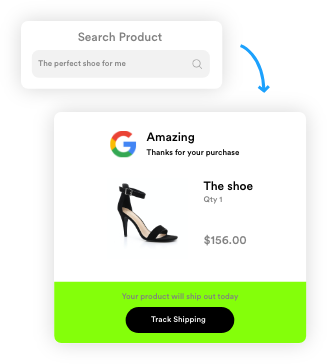 Search Product
The perfect shoe for me
Amazing
Thanks for your purchase
The shoe
Qty 1
$156.00
Your product will ship out today
Track Shipping